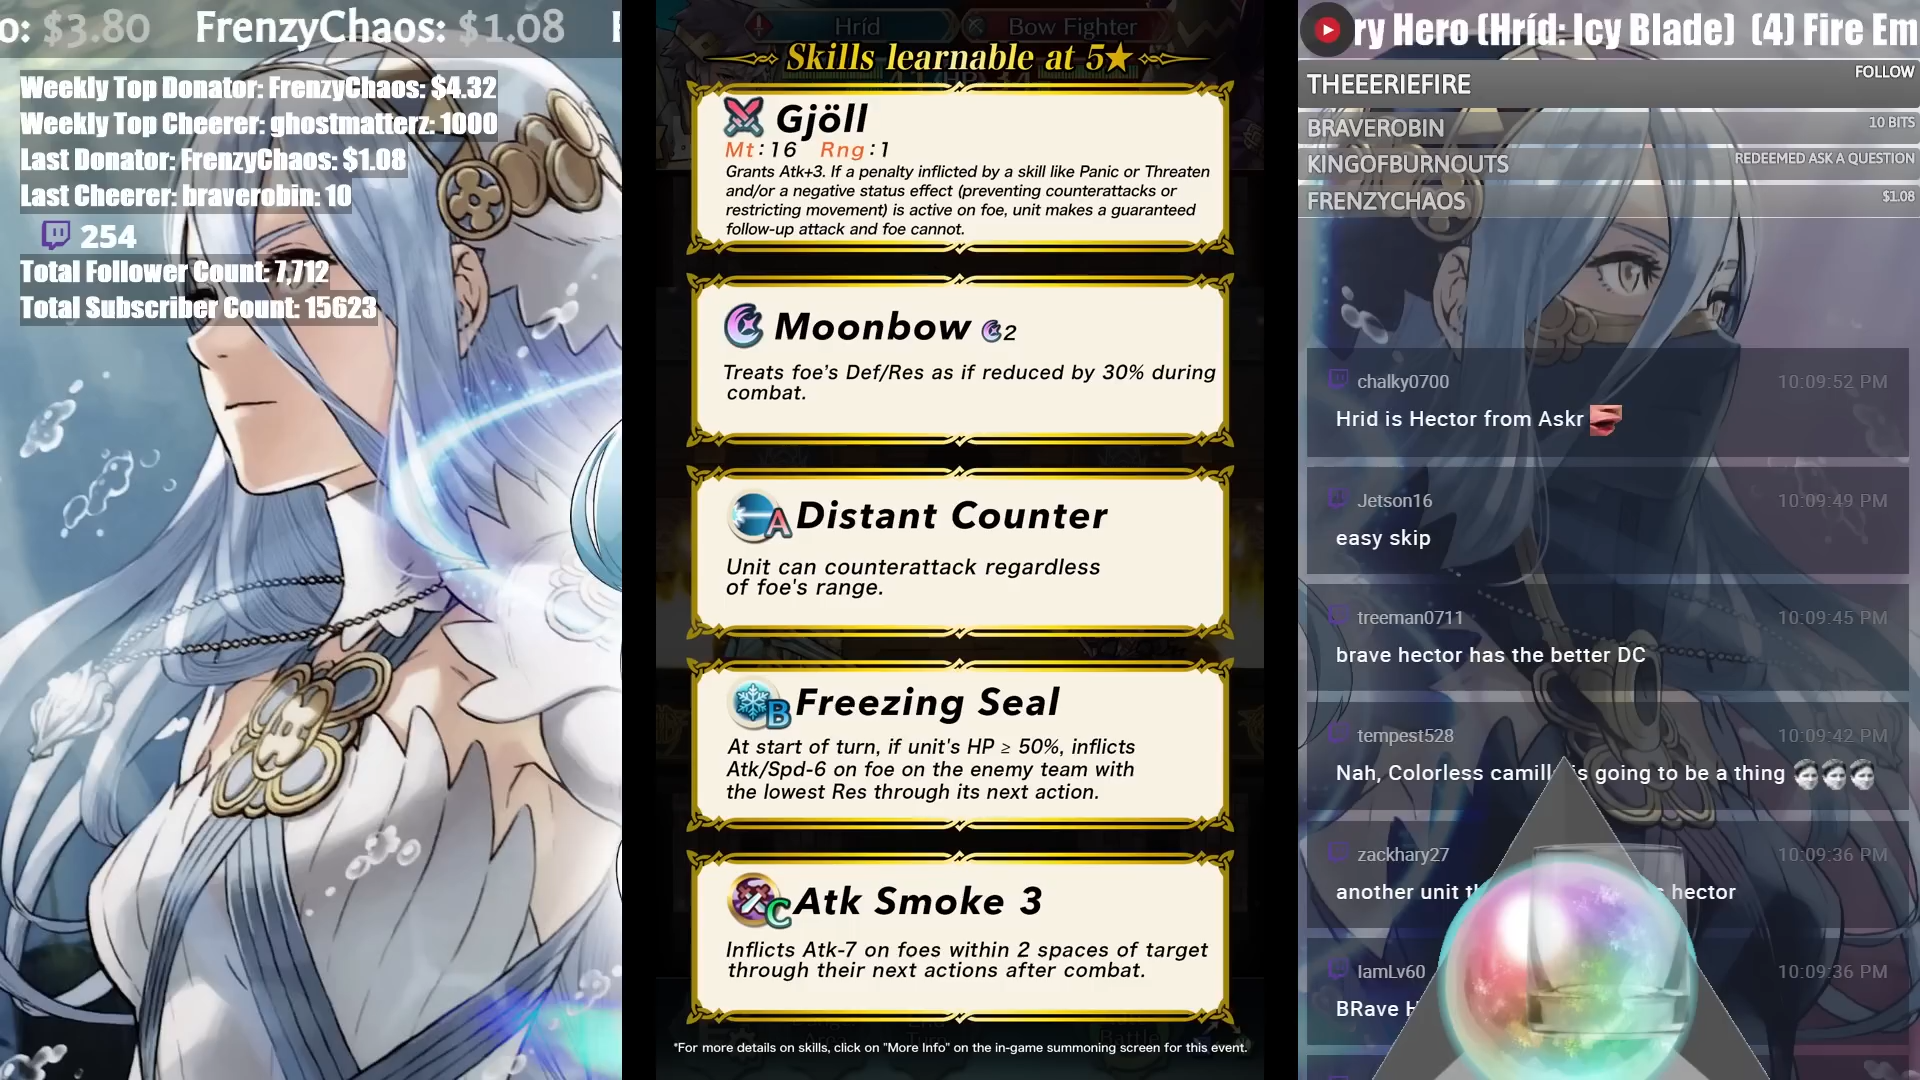 o: $3.80 FrenzyChaos: $1.08
Weekly Top Donator: FrenzyChaos: $4.32
Weekly Top Cheerer: ghostmatterz: 1000
Last Donator: FrenzyChaos: $1.08
Last Cheerer: braverobin: 10
254
Total Follower Count: 7,712
Total Subscriber Count: 15623
Hríd
Bow Fighter
Skills learnable at 5★
Gjöll
Mt:16 Rng:1
Grants Atk+3. If a penalty inflicted by a skill like Panic or Threaten
and/or a negative status effect (preventing counterattacks or
restricting movement) is active on foe, unit makes a guaranteed
follow-up attack and foe cannot.
Moonbow 2
Treats foe's Def/Res as if reduced by 30% during
combat.
A Distant Counter
Unit can counterattack regardless
of foe's range.
B Freezing Seal
At start of turn, if unit's HP ≥ 50%, inflicts
Atk/Spd-6 on foe on the enemy team with
the lowest Res through its next action.
C Atk Smoke 3
Inflicts Atk-7 on foes within 2 spaces of target
through their next actions after combat.
*For more details on skills, click on "More Info" on the in-game summoning screen for this event.
ry Hero (Hríd: Icy Blade) (4) Fire Em
THEEERIEFIRE FOLLOW
BRAVEROBIN 10 BITS
KINGOFBURNOUTS REDEEMED ASK A QUESTION
FRENZYCHAOS $1.08
chalky0700 10:09:52 PM
Hrid is Hector from Askr
Jetson16 10:09:49 PM
easy skip
treeman0711 10:09:45 PM
brave hector has the better DC
tempest528 10:09:42 PM
Nah, Colorless camill is going to be a thing
zackhary27 10:09:36 PM
another unit hector
IamLv60 10:09:36 PM
BRave